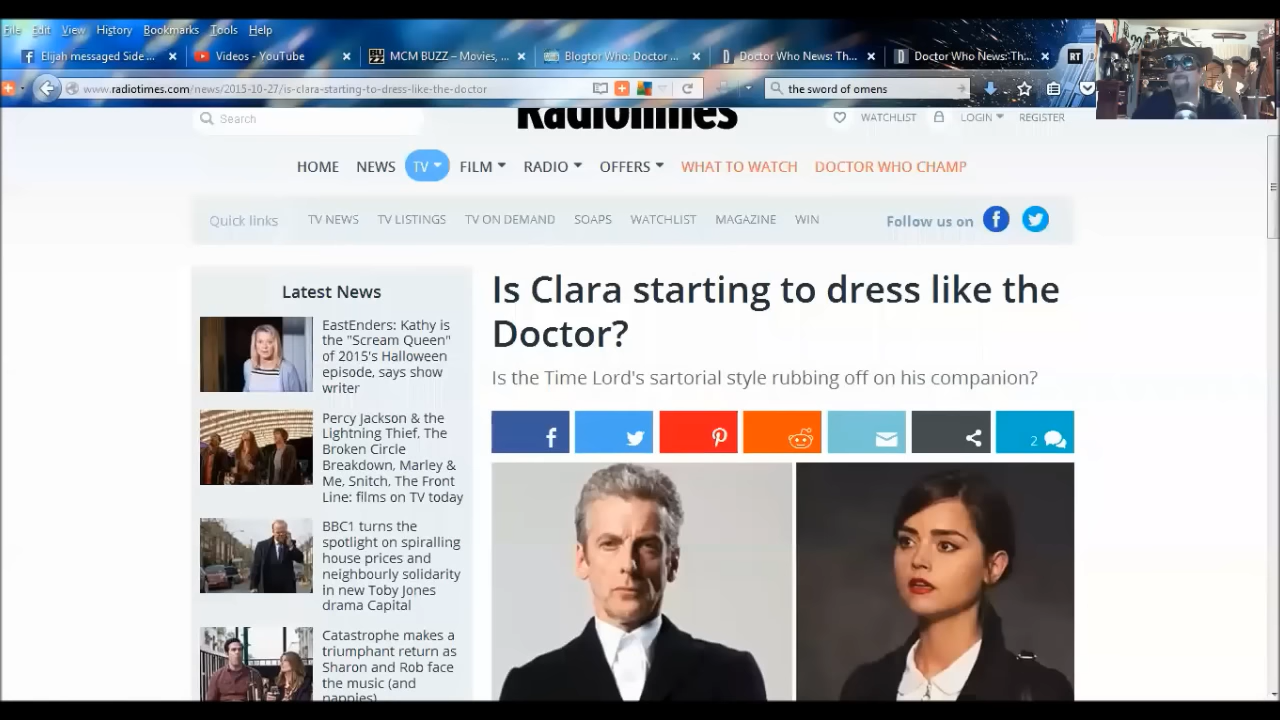 File Edit View History Bookmarks Tools Help
Elijah messaged Side ...
Videos - YouTube
MCM BUZZ – Movies, ...
Blogtor Who: Doctor ...
Doctor Who News: Th...
Doctor Who News: Th...
RT
www.radiotimes.com/news/2015-10-27/is-clara-starting-to-dress-like-the-doctor
the sword of omens
Search
RadioTimes
WATCHLIST
LOGIN
REGISTER
HOME NEWS TV FILM RADIO OFFERS WHAT TO WATCH DOCTOR WHO CHAMP
Quick links TV NEWS TV LISTINGS TV ON DEMAND SOAPS WATCHLIST MAGAZINE WIN
Follow us on
Latest News
EastEnders: Kathy is
the "Scream Queen"
of 2015's Halloween
episode, says show
writer
Percy Jackson & the
Lightning Thief, The
Broken Circle
Breakdown, Marley &
Me, Snitch, The Front
Line: films on TV today
BBC1 turns the
spotlight on spiralling
house prices and
neighbourly solidarity
in new Toby Jones
drama Capital
Catastrophe makes a
triumphant return as
Sharon and Rob face
the music (and
nappies)
Is Clara starting to dress like the
Doctor?
Is the Time Lord's sartorial style rubbing off on his companion?
2